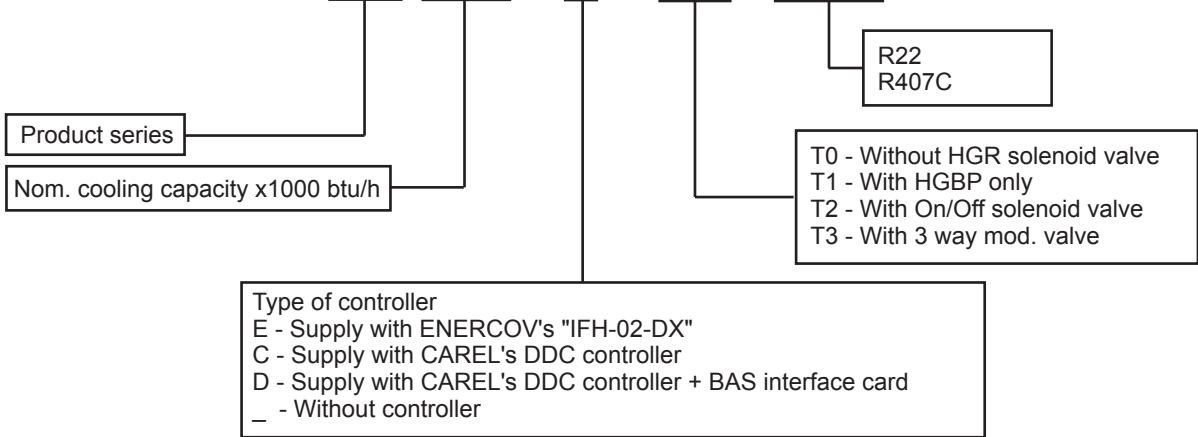 R22
R407C
Product series
Nom. cooling capacity x1000 btu/h
T0 - Without HGR solenoid valve
T1 - With HGBP only
T2 - With On/Off solenoid valve
T3 - With 3 way mod. valve
Type of controller
E - Supply with ENERCOV's "IFH-02-DX"
C - Supply with CAREL's DDC controller
D - Supply with CAREL's DDC controller + BAS interface card
_ - Without controller